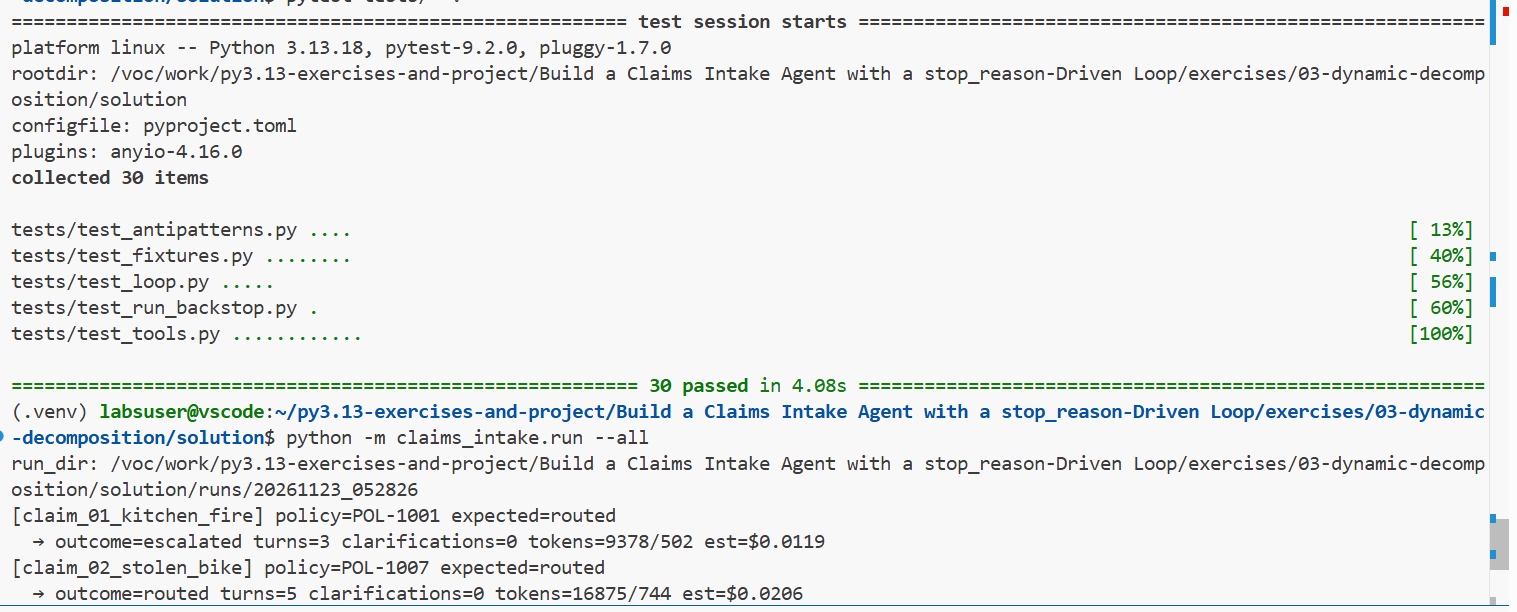 decomposition/solution$ pytest tests/
====================================================== test session starts ======================================================
platform linux -- Python 3.13.18, pytest-9.2.0, pluggy-1.7.0
rootdir: /voc/work/py3.13-exercises-and-project/Build a Claims Intake Agent with a stop_reason-Driven Loop/exercises/03-dynamic-decomp
osition/solution
configfile: pyproject.toml
plugins: anyio-4.16.0
collected 30 items
tests/test_antipatterns.py .... [ 13%]
tests/test_fixtures.py ........ [ 40%]
tests/test_loop.py ..... [ 56%]
tests/test_run_backstop.py . [ 60%]
tests/test_tools.py ............ [100%]
======================================================= 30 passed in 4.08s =======================================================
(.venv) labsuser@vscode:~/py3.13-exercises-and-project/Build a Claims Intake Agent with a stop_reason-Driven Loop/exercises/03-dynamic
-decomposition/solution$ python -m claims_intake.run --all
run_dir: /voc/work/py3.13-exercises-and-project/Build a Claims Intake Agent with a stop_reason-Driven Loop/exercises/03-dynamic-decomp
osition/solution/runs/20261123_052826
[claim_01_kitchen_fire] policy=POL-1001 expected=routed
→ outcome=escalated turns=3 clarifications=0 tokens=9378/502 est=$0.0119
[claim_02_stolen_bike] policy=POL-1007 expected=routed
→ outcome=routed turns=5 clarifications=0 tokens=16875/744 est=$0.0206